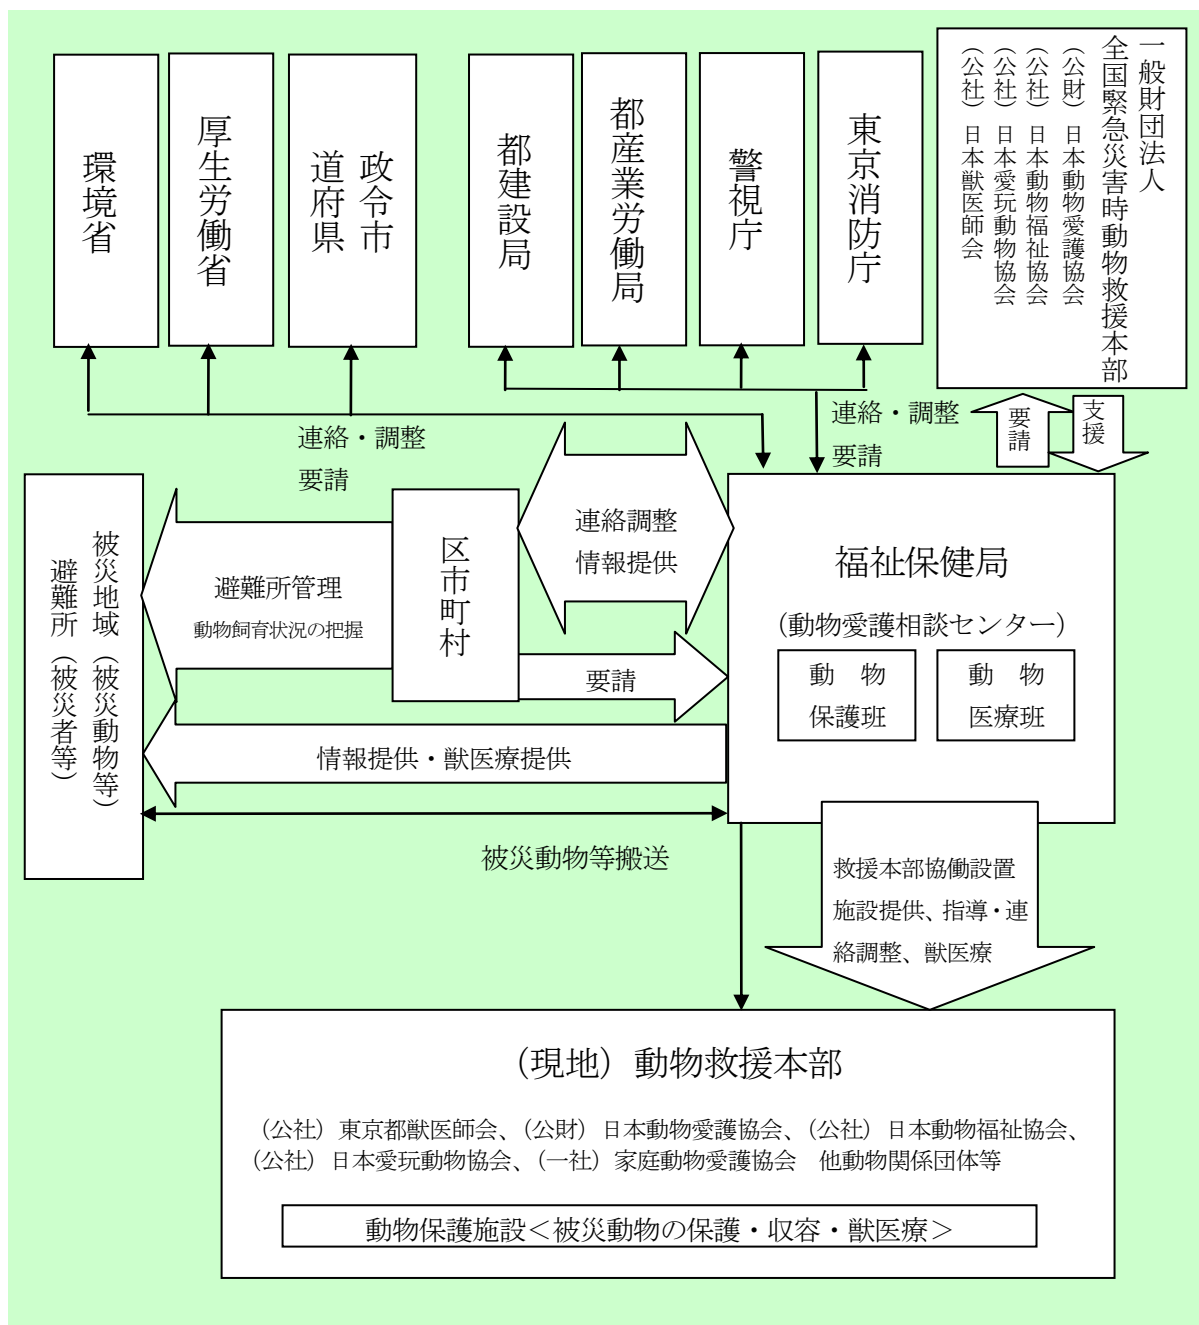 環境省
厚生労働省
政令市
道府県
都建設局
都産業労働局
警視庁
東京消防庁
一般財団法人
全国緊急災害時動物救援本部
（公財）日本動物愛護協会
（公社）日本動物福祉協会
（公社）日本愛玩動物協会
（公社）日本獣医師会
連絡・調整
要請
連絡・調整
要請
要請
支援
被災地域（被災動物等）
避難所（被災者等）
避難所管理
動物飼育状況の把握
区市町村
連絡調整
情報提供
要請
情報提供・獣医療提供
被災動物等搬送
福祉保健局
（動物愛護相談センター）
動　物
保護班
動　物
医療班
救援本部協働設置
施設提供、指導・連
絡調整、獣医療
（現地）動物救援本部
（公社）東京都獣医師会、（公財）日本動物愛護協会、（公社）日本動物福祉協会、
（公社）日本愛玩動物協会、（一社）家庭動物愛護協会　他動物関係団体等
動物保護施設＜被災動物の保護・収容・獣医療＞